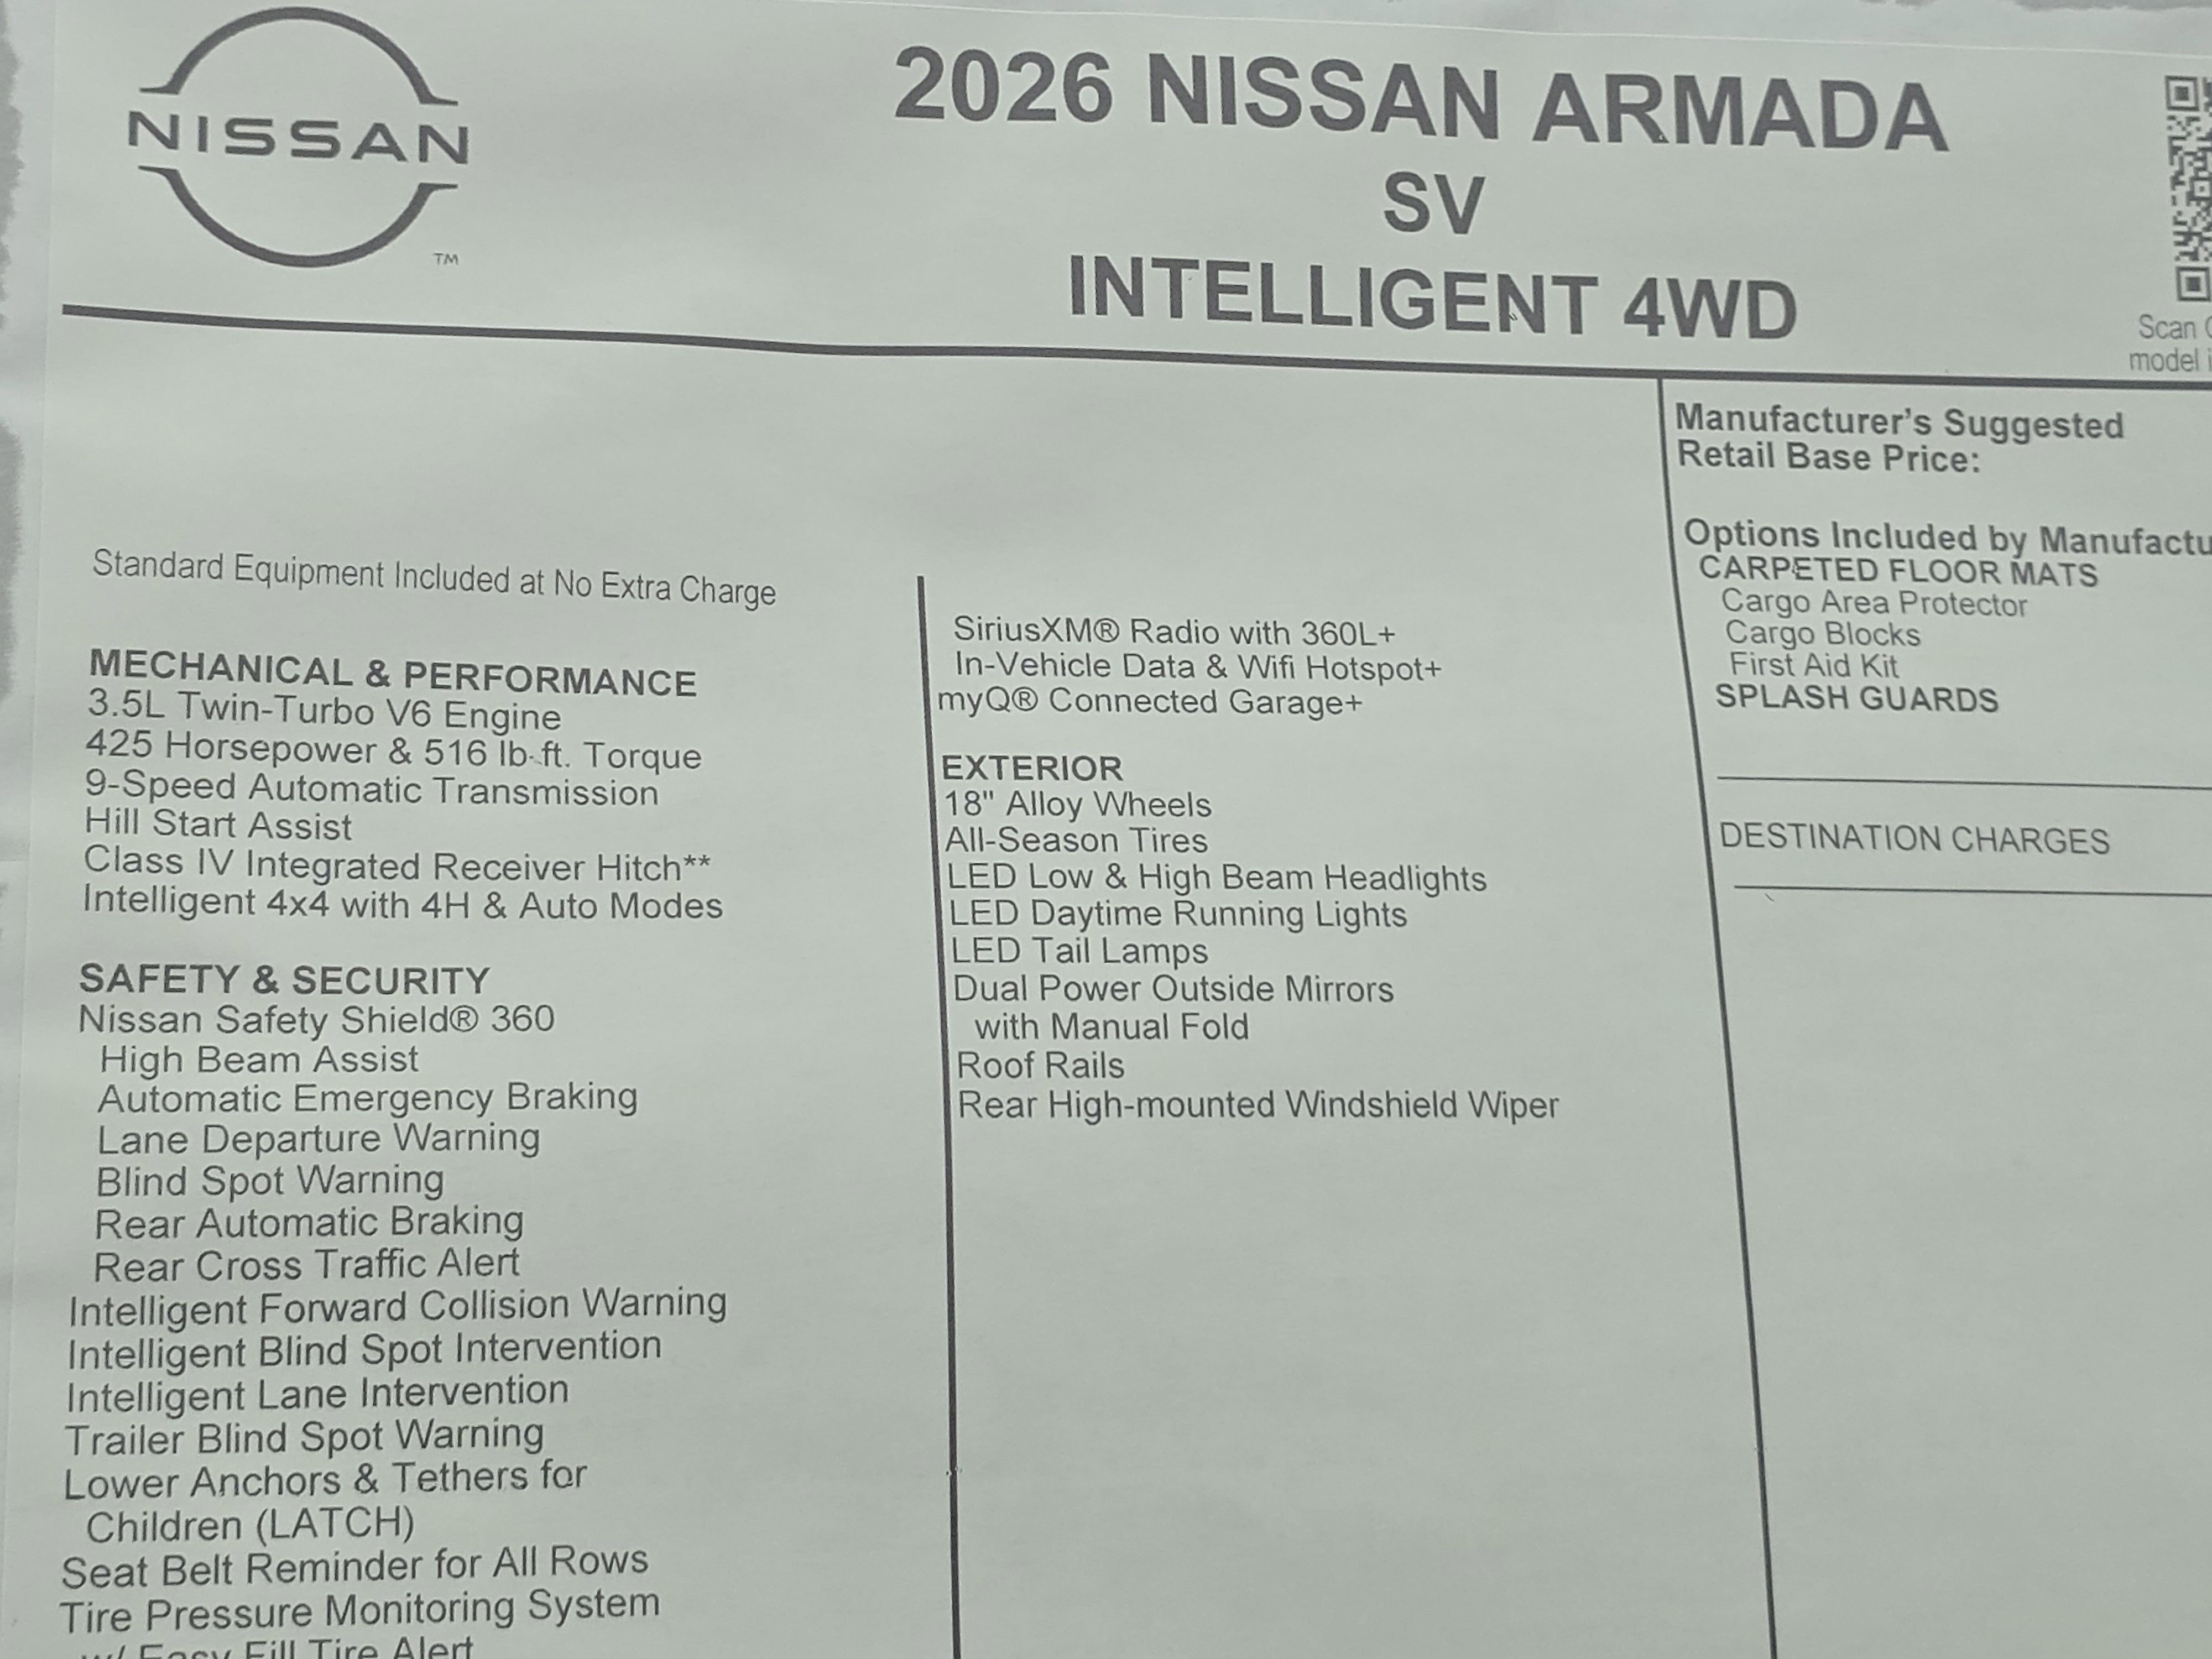 NISSAN
TM
2026 NISSAN ARMADA
SV
INTELLIGENT 4WD
Scan
model
Standard Equipment Included at No Extra Charge
MECHANICAL & PERFORMANCE
3.5L Twin-Turbo V6 Engine
425 Horsepower & 516 lb-ft. Torque
9-Speed Automatic Transmission
Hill Start Assist
Class IV Integrated Receiver Hitch**
Intelligent 4x4 with 4H & Auto Modes
SAFETY & SECURITY
Nissan Safety Shield® 360
High Beam Assist
Automatic Emergency Braking
Lane Departure Warning
Blind Spot Warning
Rear Automatic Braking
Rear Cross Traffic Alert
Intelligent Forward Collision Warning
Intelligent Blind Spot Intervention
Intelligent Lane Intervention
Trailer Blind Spot Warning
Lower Anchors & Tethers for
Children (LATCH)
Seat Belt Reminder for All Rows
Tire Pressure Monitoring System
w/ Easy Fill Tire Alert
SiriusXM® Radio with 360L+
In-Vehicle Data & Wifi Hotspot+
myQ® Connected Garage+
EXTERIOR
18" Alloy Wheels
All-Season Tires
LED Low & High Beam Headlights
LED Daytime Running Lights
LED Tail Lamps
Dual Power Outside Mirrors
with Manual Fold
Roof Rails
Rear High-mounted Windshield Wiper
Manufacturer's Suggested
Retail Base Price:
Options Included by Manufactu
CARPETED FLOOR MATS
Cargo Area Protector
Cargo Blocks
First Aid Kit
SPLASH GUARDS
DESTINATION CHARGES